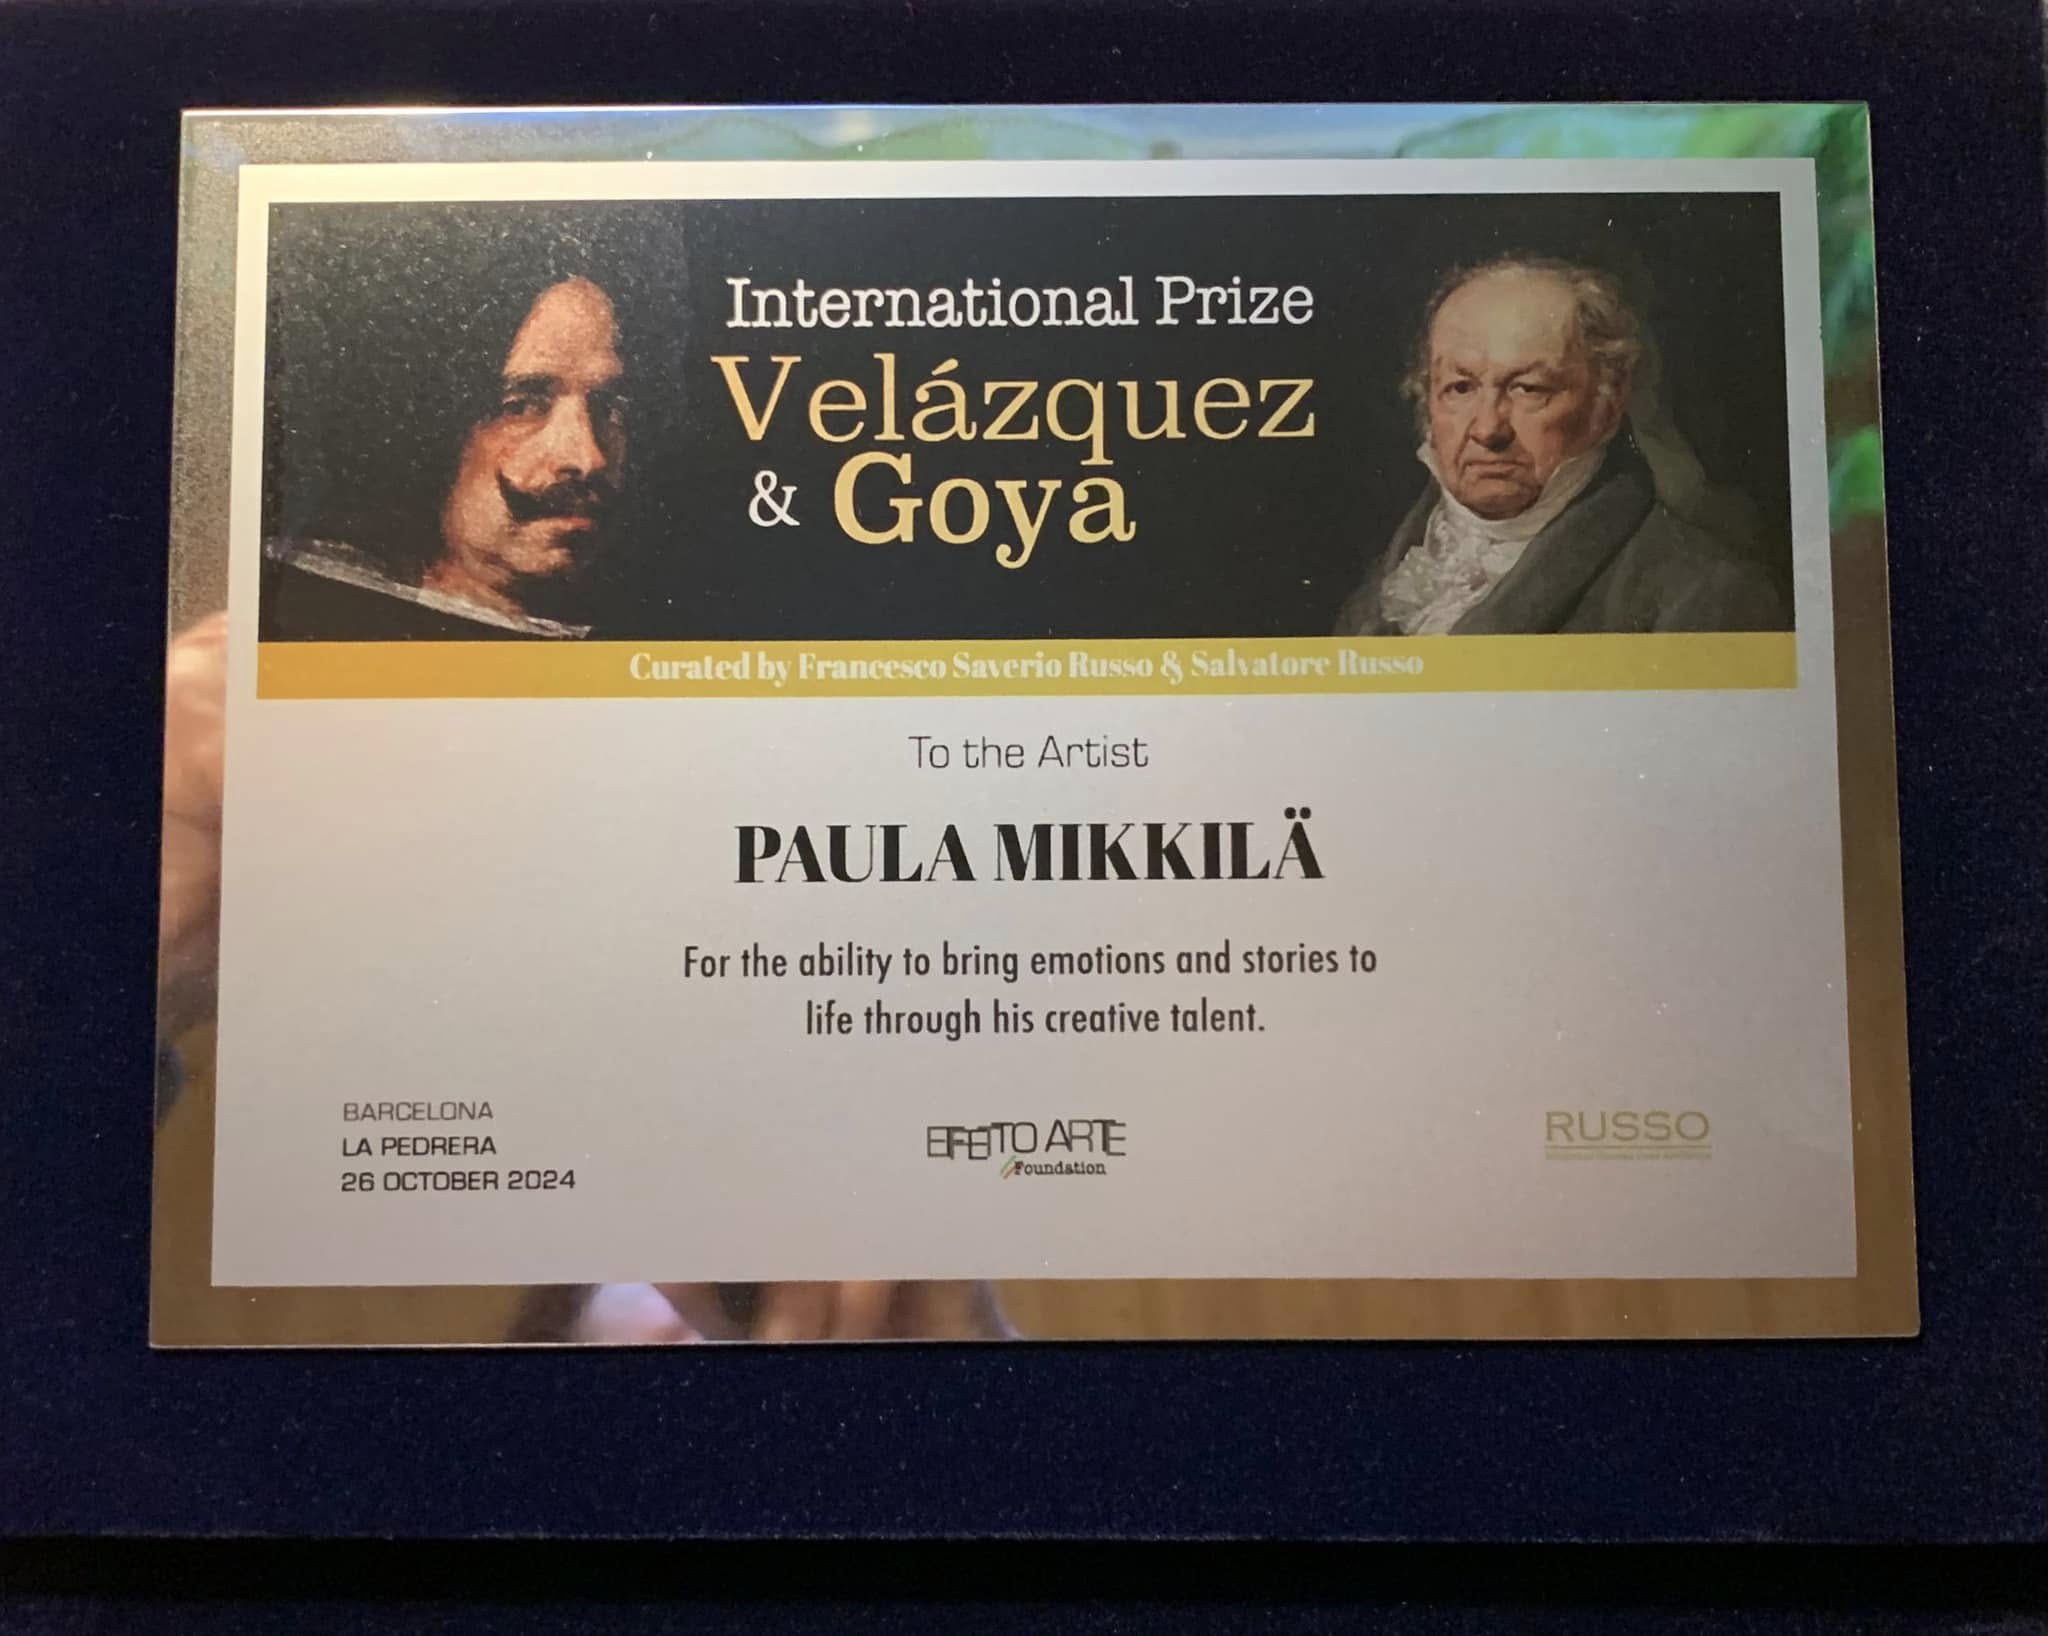 International Prize
Velázquez
& Goya
Curated by Francesco Saverio Russo & Salvatore Russo
To the Artist
PAULA MIKKILÄ
For the ability to bring emotions and stories to
life through his creative talent.
BARCELONA
LA PEDRERA
26 OCTOBER 2024
EFFETTO ARTE
Foundation
RUSSO